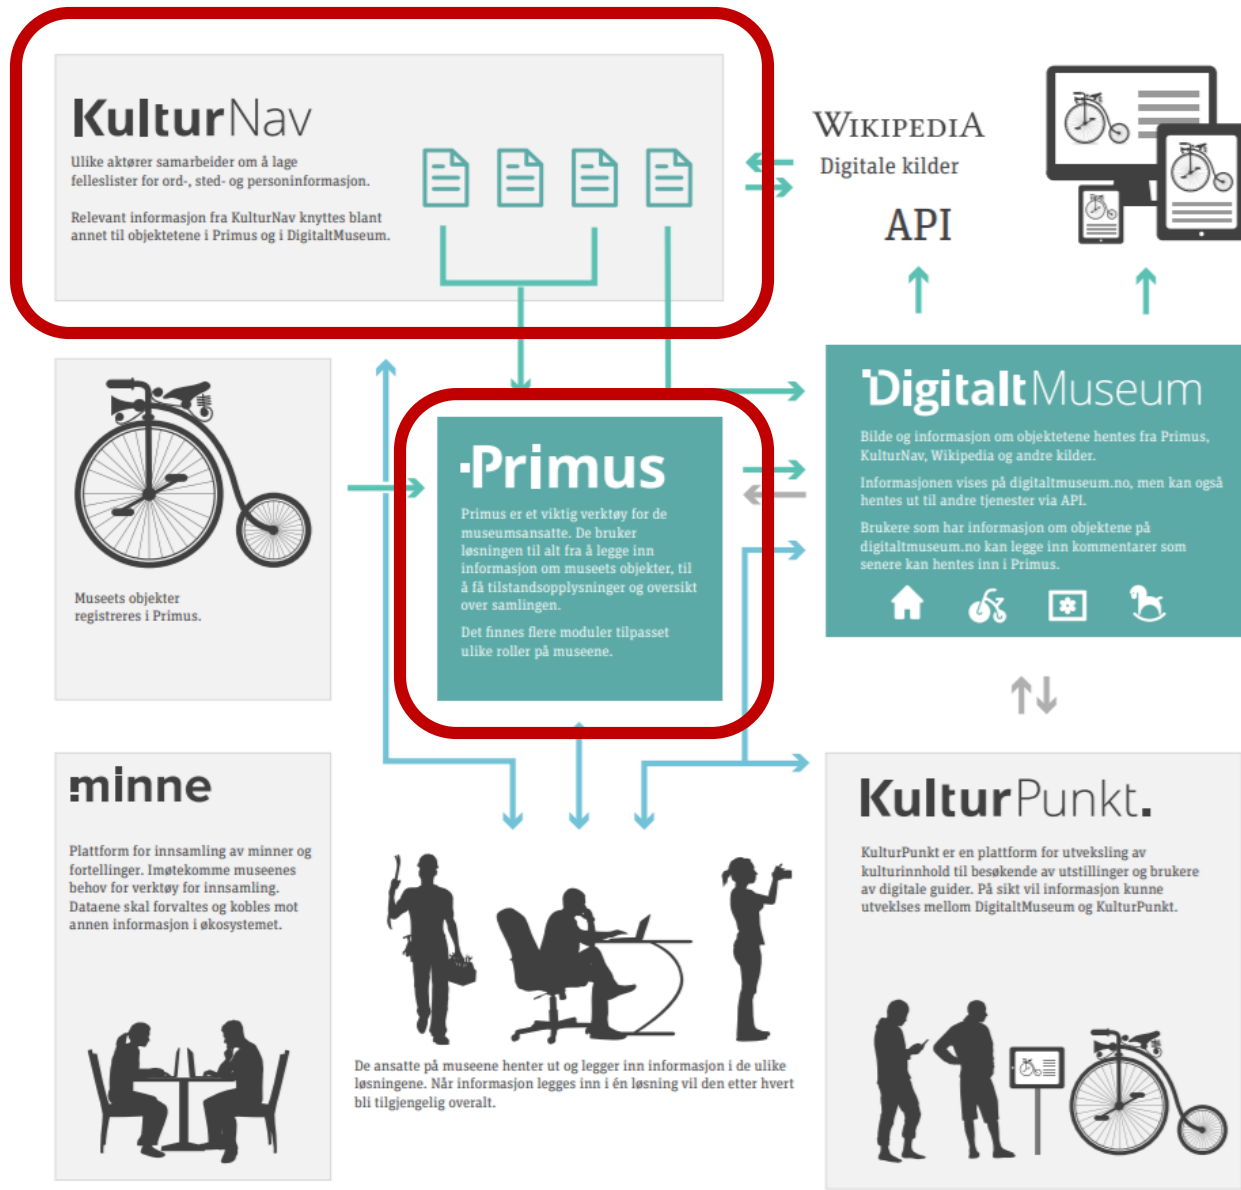 KulturNav
Ulike aktører samarbeider om å lage
felleslister for ord-, sted- og personinformasjon.
Relevant informasjon fra KulturNav knyttes blant
annet til objektetene i Primus og i DigitaltMuseum.
WIKIPEDIA
Digitale kilder
API
Museets objekter
registreres i Primus.
Primus
Primus er et viktig verktøy for de
museumsansatte. De bruker
løsningen til alt fra å legge inn
informasjon om museets objekter, til
å få tilstandsopplysninger og oversikt
over samlingen.
Det finnes flere moduler tilpasset
ulike roller på museene.
DigitaltMuseum
Bilde og informasjon om objektetene hentes fra Primus,
KulturNav, Wikipedia og andre kilder.
Informasjonen vises på digitaltmuseum.no, men kan også
hentes ut til andre tjenester via API.
Brukere som har informasjon om objektene på
digitaltmuseum.no kan legge inn kommentarer som
senere kan hentes inn i Primus.
minne
Plattform for innsamling av minner og
fortellinger. Imøtekomme museenes
behov for verktøy for innsamling.
Dataene skal forvaltes og kobles mot
annen informasjon i økosystemet.
De ansatte på museene henter ut og legger inn informasjon i de ulike
løsningene. Når informasjon legges inn i én løsning vil den etter hvert
bli tilgjengelig overalt.
KulturPunkt.
KulturPunkt er en plattform for utveksling av
kulturinnhold til besøkende av utstillinger og brukere
av digitale guider. På sikt vil informasjon kunne
utveklses mellom DigitaltMuseum og KulturPunkt.